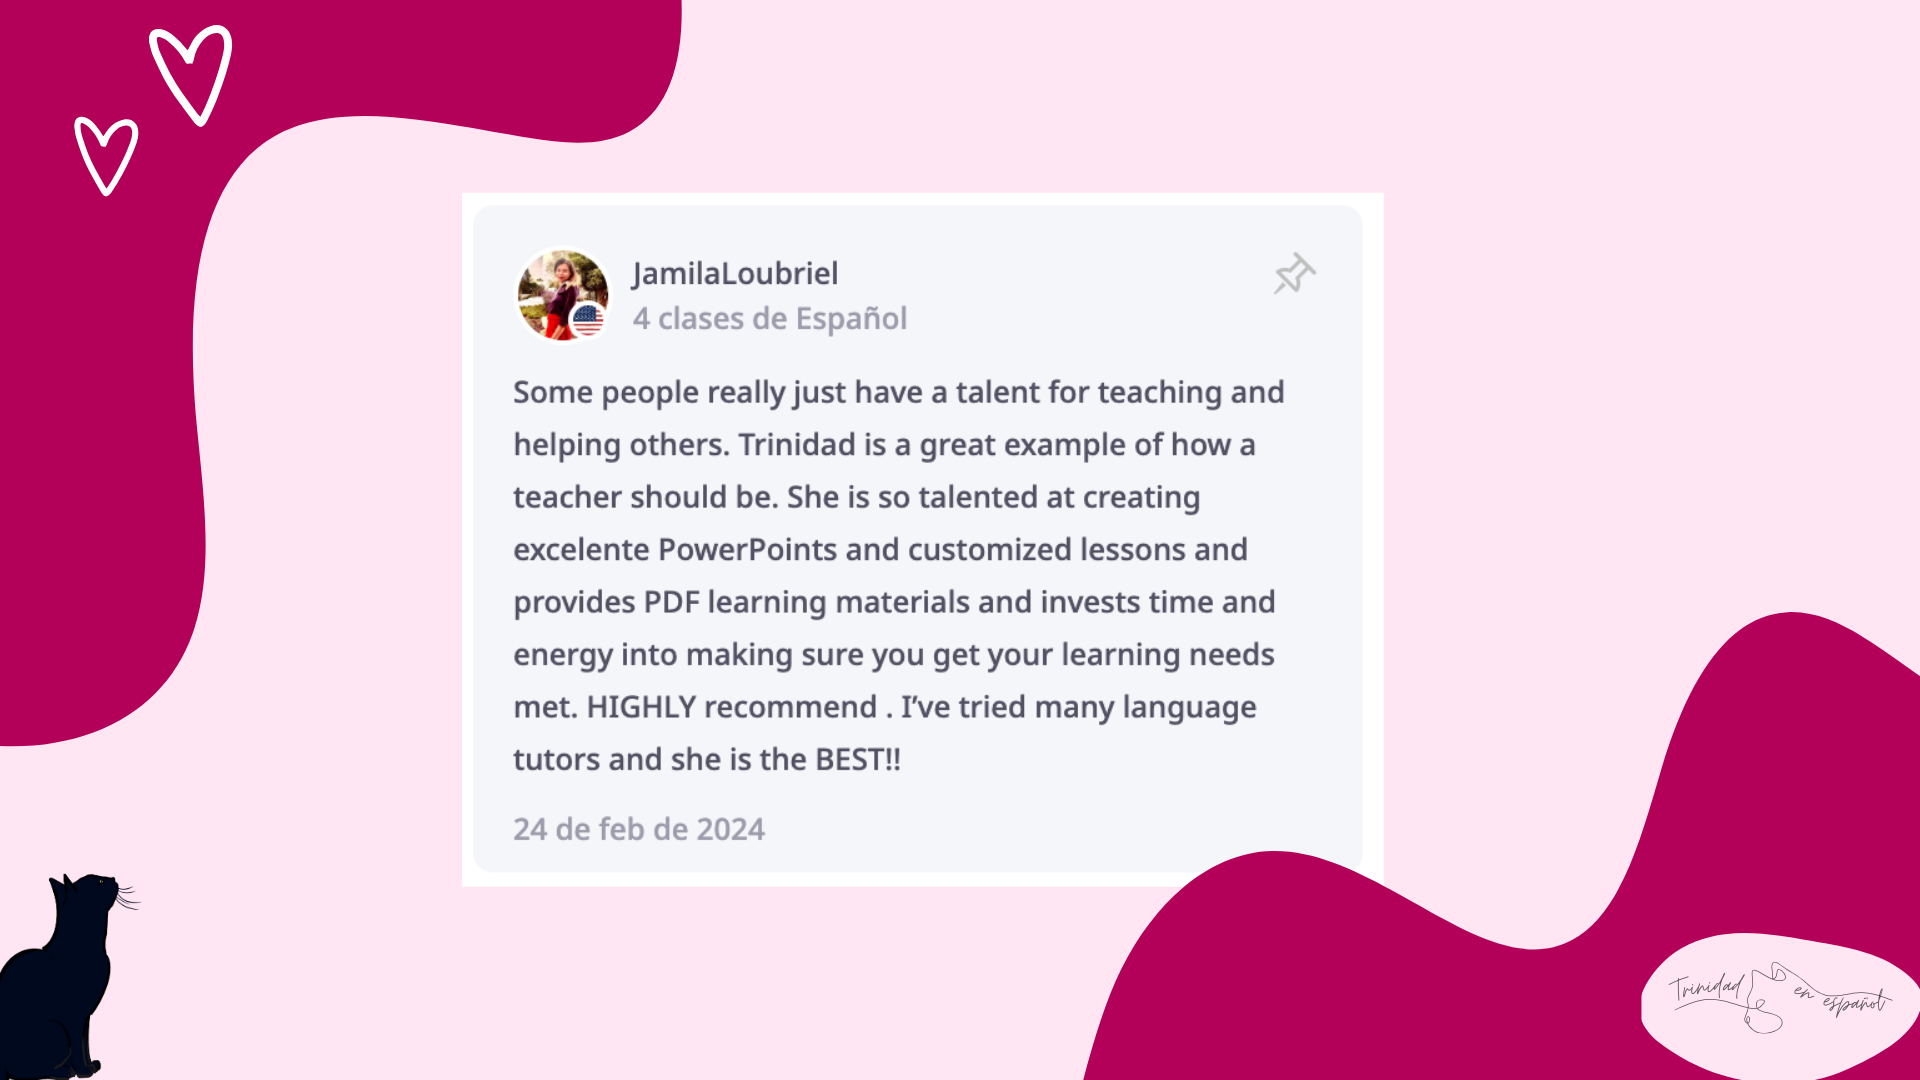 JamilaLoubriel
4 clases de Español
Some people really just have a talent for teaching and
helping others. Trinidad is a great example of how a
teacher should be. She is so talented at creating
excelente PowerPoints and customized lessons and
provides PDF learning materials and invests time and
energy into making sure you get your learning needs
met. HIGHLY recommend . I’ve tried many language
tutors and she is the BEST!!
24 de feb de 2024
Trinidad en español